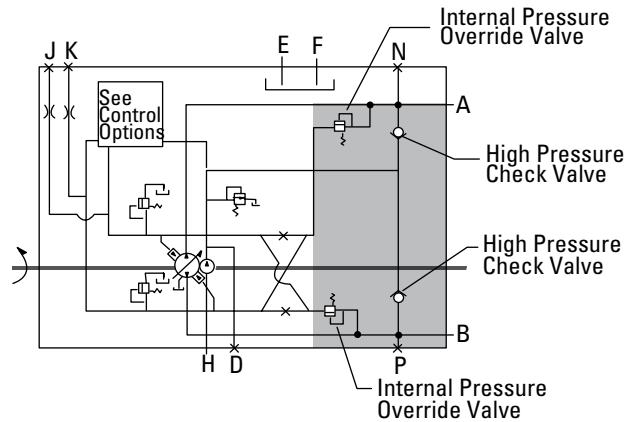 Internal Pressure
Override Valve
J K
E F
N
See
Control
Options
A
High Pressure
Check Valve
High Pressure
Check Valve
B
H D
P
Internal Pressure
Override Valve